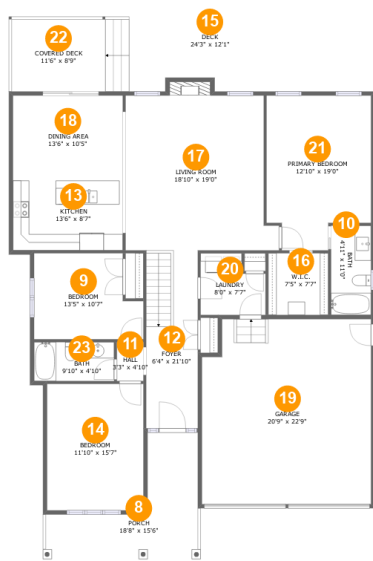 15
DECK
24'3" x 12'1"
22
COVERED DECK
11'6" x 8'9"
18
DINING AREA
13'6" x 10'5"
17
LIVING ROOM
18'10" x 19'0"
21
PRIMARY BEDROOM
12'10" x 19'0"
13
KITCHEN
13'6" x 8'7"
10
BATH
4'11" x 11'0"
9
BEDROOM
13'5" x 10'7"
20
LAUNDRY
8'0" x 7'7"
16
W.I.C.
7'5" x 7'7"
12
FOYER
6'4" x 21'10"
11
HALL
3'3" x 4'10"
23
BATH
9'10" x 4'10"
19
GARAGE
20'9" x 22'9"
14
BEDROOM
11'10" x 15'7"
8
PORCH
18'8" x 15'6"